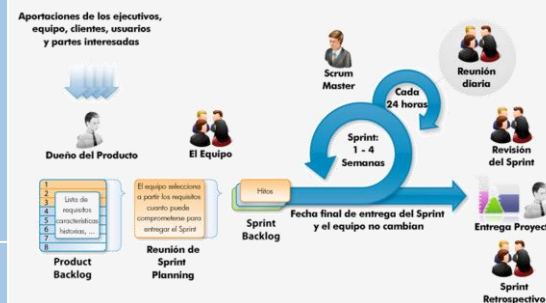 Aportaciones de los ejecutivos,
equipo, clientes, usuarios
y partes interesadas
Dueño del Producto
El Equipo
Scrum
Master
Cada
24 horas
Reunión
diaria
Sprint:
1 - 4
Semanas
Revisión
del Sprint
1
2
3
4
5
6
7
8
Lista de
requisitos
características
historias, ...
Product
Backlog
El equipo selecciona
a partir los requisitos
cuanto puede
comprometerse para
entregar el Sprint
Reunión de
Sprint
Planning
Hitos
Sprint
Backlog
Fecha final de entrega del Sprint
y el equipo no cambian
Entrega Proyect
Sprint
Retrospectivo